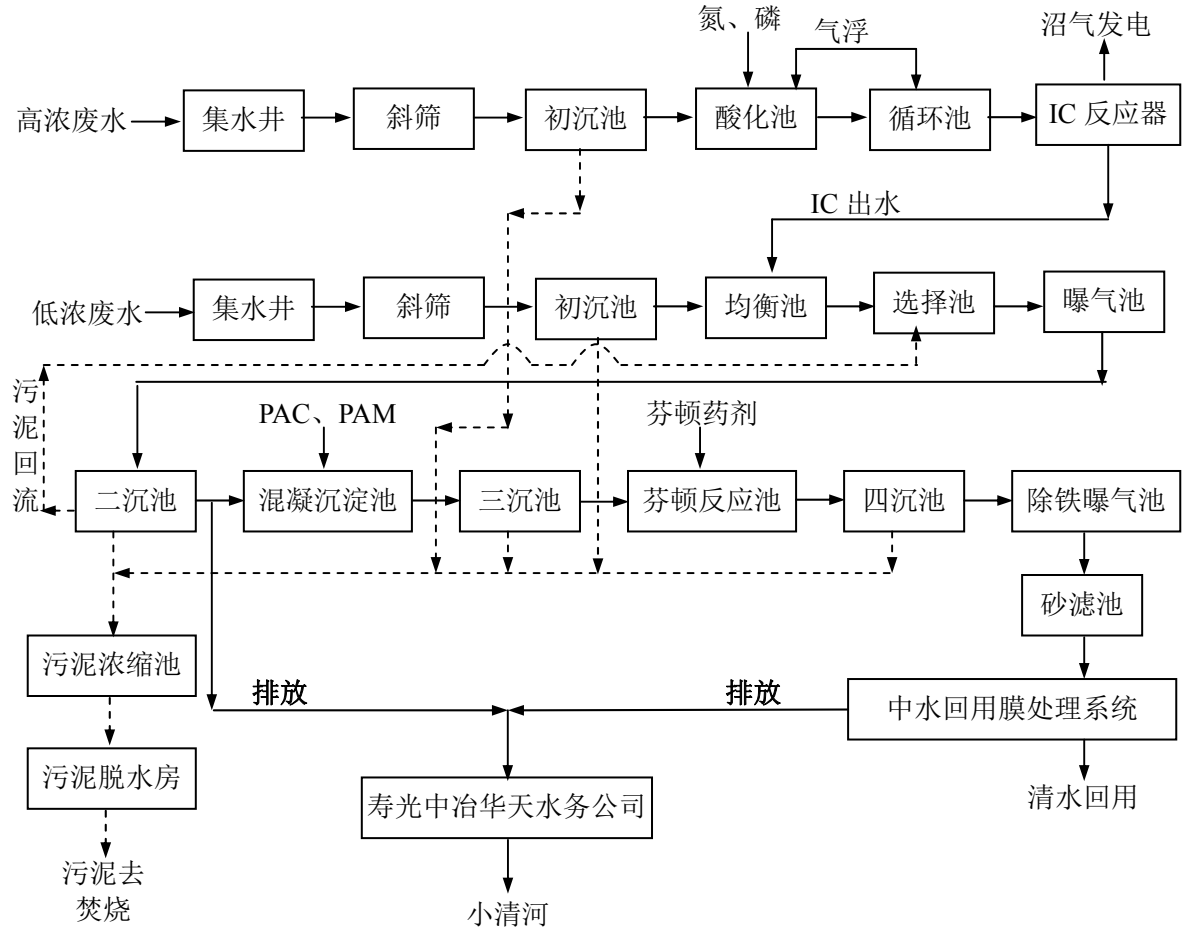 氮、磷
气浮
沼气发电
高浓废水
集水井
斜筛
初沉池
酸化池
循环池
IC 反应器
IC 出水
低浓废水
集水井
斜筛
初沉池
均衡池
选择池
曝气池
污
泥
回
流
PAC、PAM
芬顿药剂
二沉池
混凝沉淀池
三沉池
芬顿反应池
四沉池
除铁曝气池
砂滤池
污泥浓缩池
排放
排放
中水回用膜处理系统
污泥脱水房
寿光中冶华天水务公司
清水回用
污泥去
焚烧
小清河